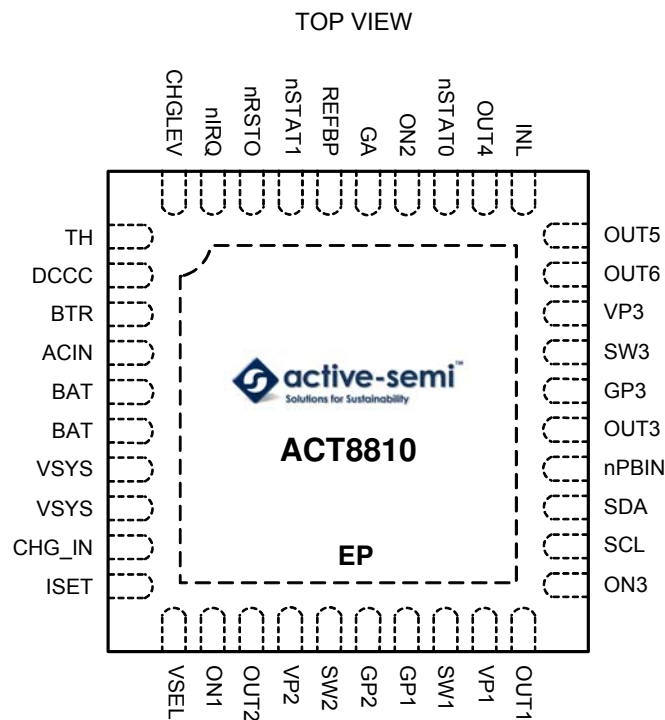 TOP VIEW
CHGLEV
nIRQ
nRSTO
nSTAT1
REFBP
GA
ON2
nSTAT0
OUT4
INL
TH
DCCC
BTR
ACIN
BAT
BAT
VSYS
VSYS
CHG_IN
ISET
OUT5
OUT6
VP3
SW3
GP3
OUT3
nPBIN
SDA
SCL
ON3
active-semi™
Solutions for Sustainability
ACT8810
EP
VSEL
ON1
OUT2
VP2
SW2
GP2
GP1
SW1
VP1
OUT1